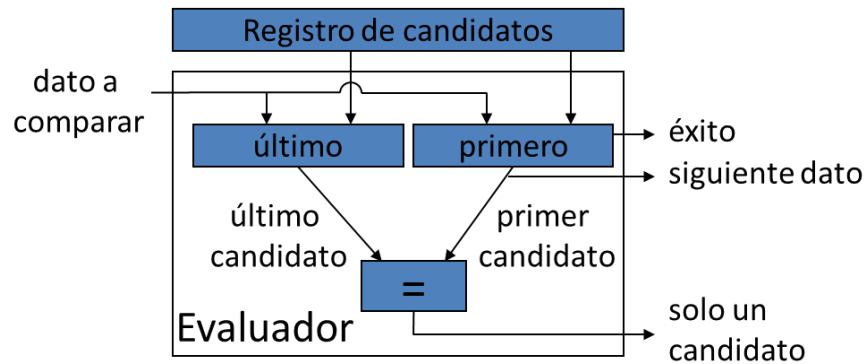 Registro de candidatos
dato a
comparar
último
primero
éxito
siguiente dato
último
candidato
primer
candidato
=
Evaluador
solo un
candidato